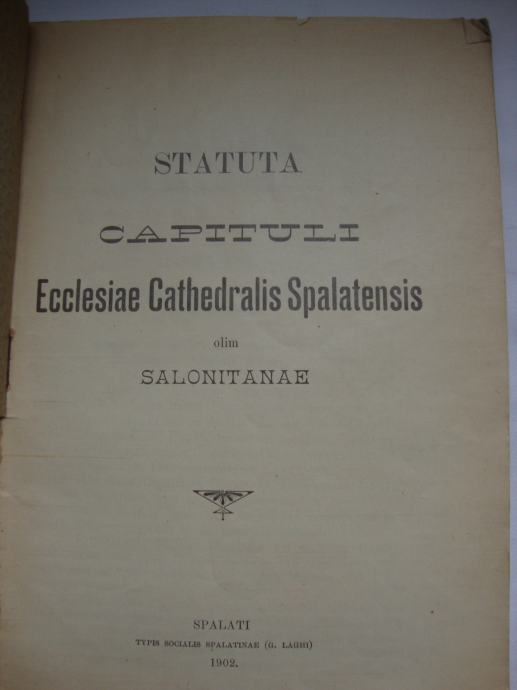 STATUTA
CAPITULI
Ecclesiae Cathedralis Spalatensis
olim
SALONITANAE
SPALATI
TYPIS SOCIALIS SPALATINAE (G. LAGHI)
1902.